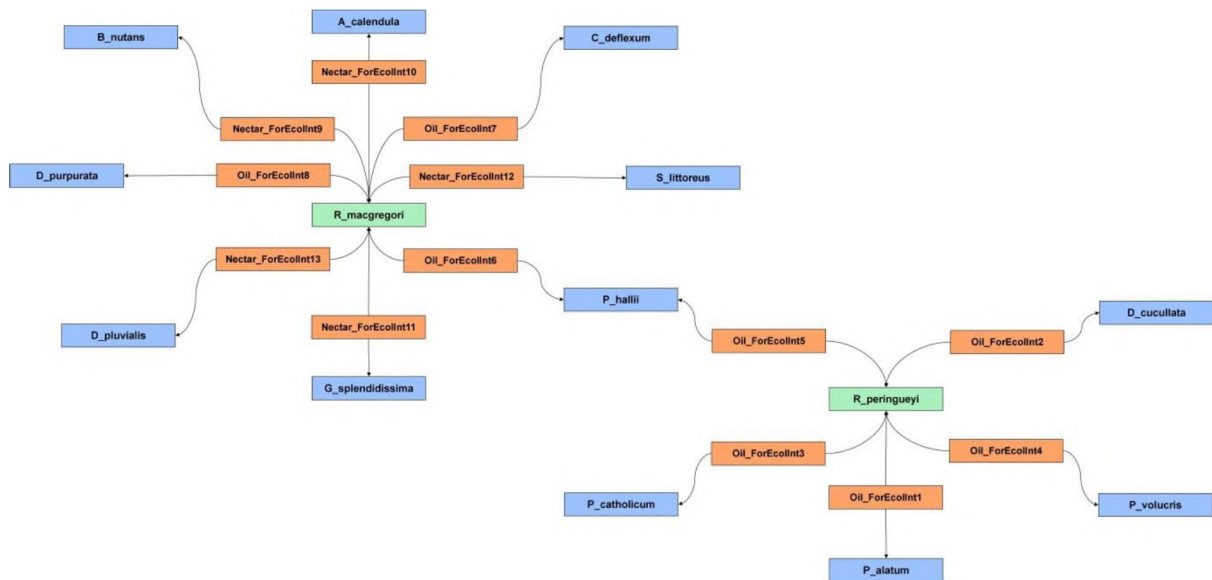 A_calendula
B_nutans
C_deflexum
Nectar_ForEcolInt10
Nectar_ForEcolInt9
Oil_ForEcolInt7
D_purpurata
Oil_ForEcolInt8
Nectar_ForEcolInt12
S_littoreus
R_macgregori
Nectar_ForEcolInt13
Oil_ForEcolInt6
P_hallii
D_cucullata
Nectar_ForEcolInt11
D_pluvialis
Oil_ForEcolInt5
Oil_ForEcolInt2
G_splendidissima
R_peringueyi
Oil_ForEcolInt3
Oil_ForEcolInt4
Oil_ForEcolInt1
P_catholicum
P_volucris
P_alatum